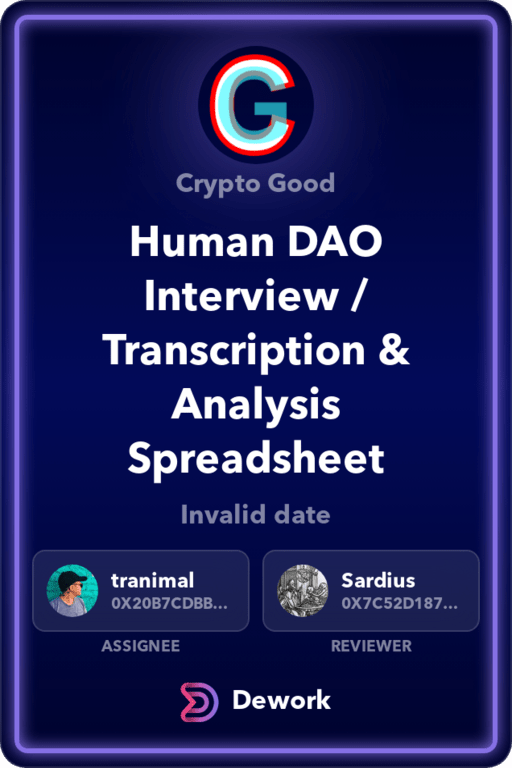 Crypto Good
Human DAO
Interview /
Transcription &
Analysis
Spreadsheet
Invalid date
tranimal
0X20B7CDBB...
Sardius
0X7C52D187...
ASSIGNEE
REVIEWER
Dework